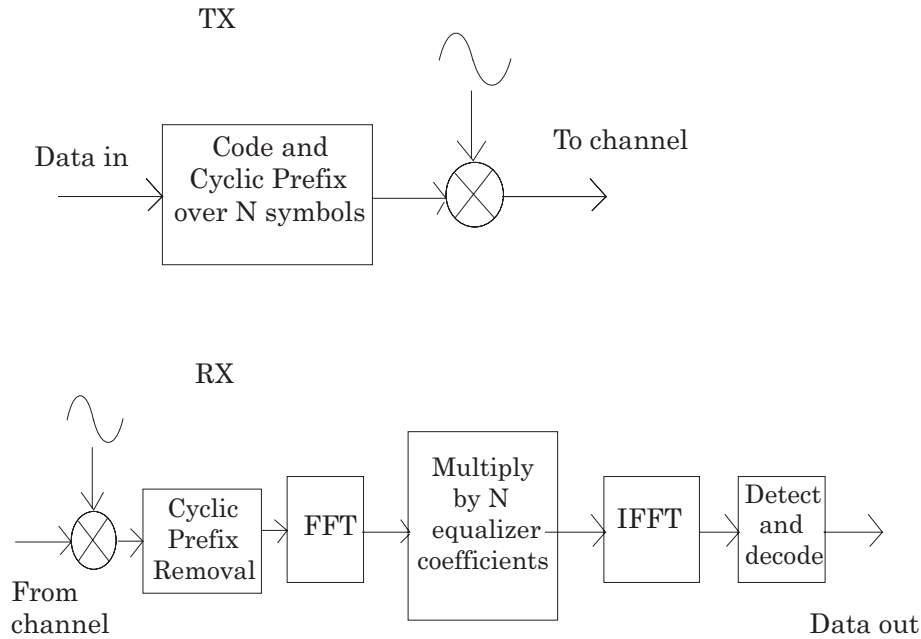 TX
Data in
Code and
Cyclic Prefix
over N symbols
To channel
RX
From
channel
Cyclic
Prefix
Removal
FFT
Multiply
by N
equalizer
coefficients
IFFT
Detect
and
decode
Data out